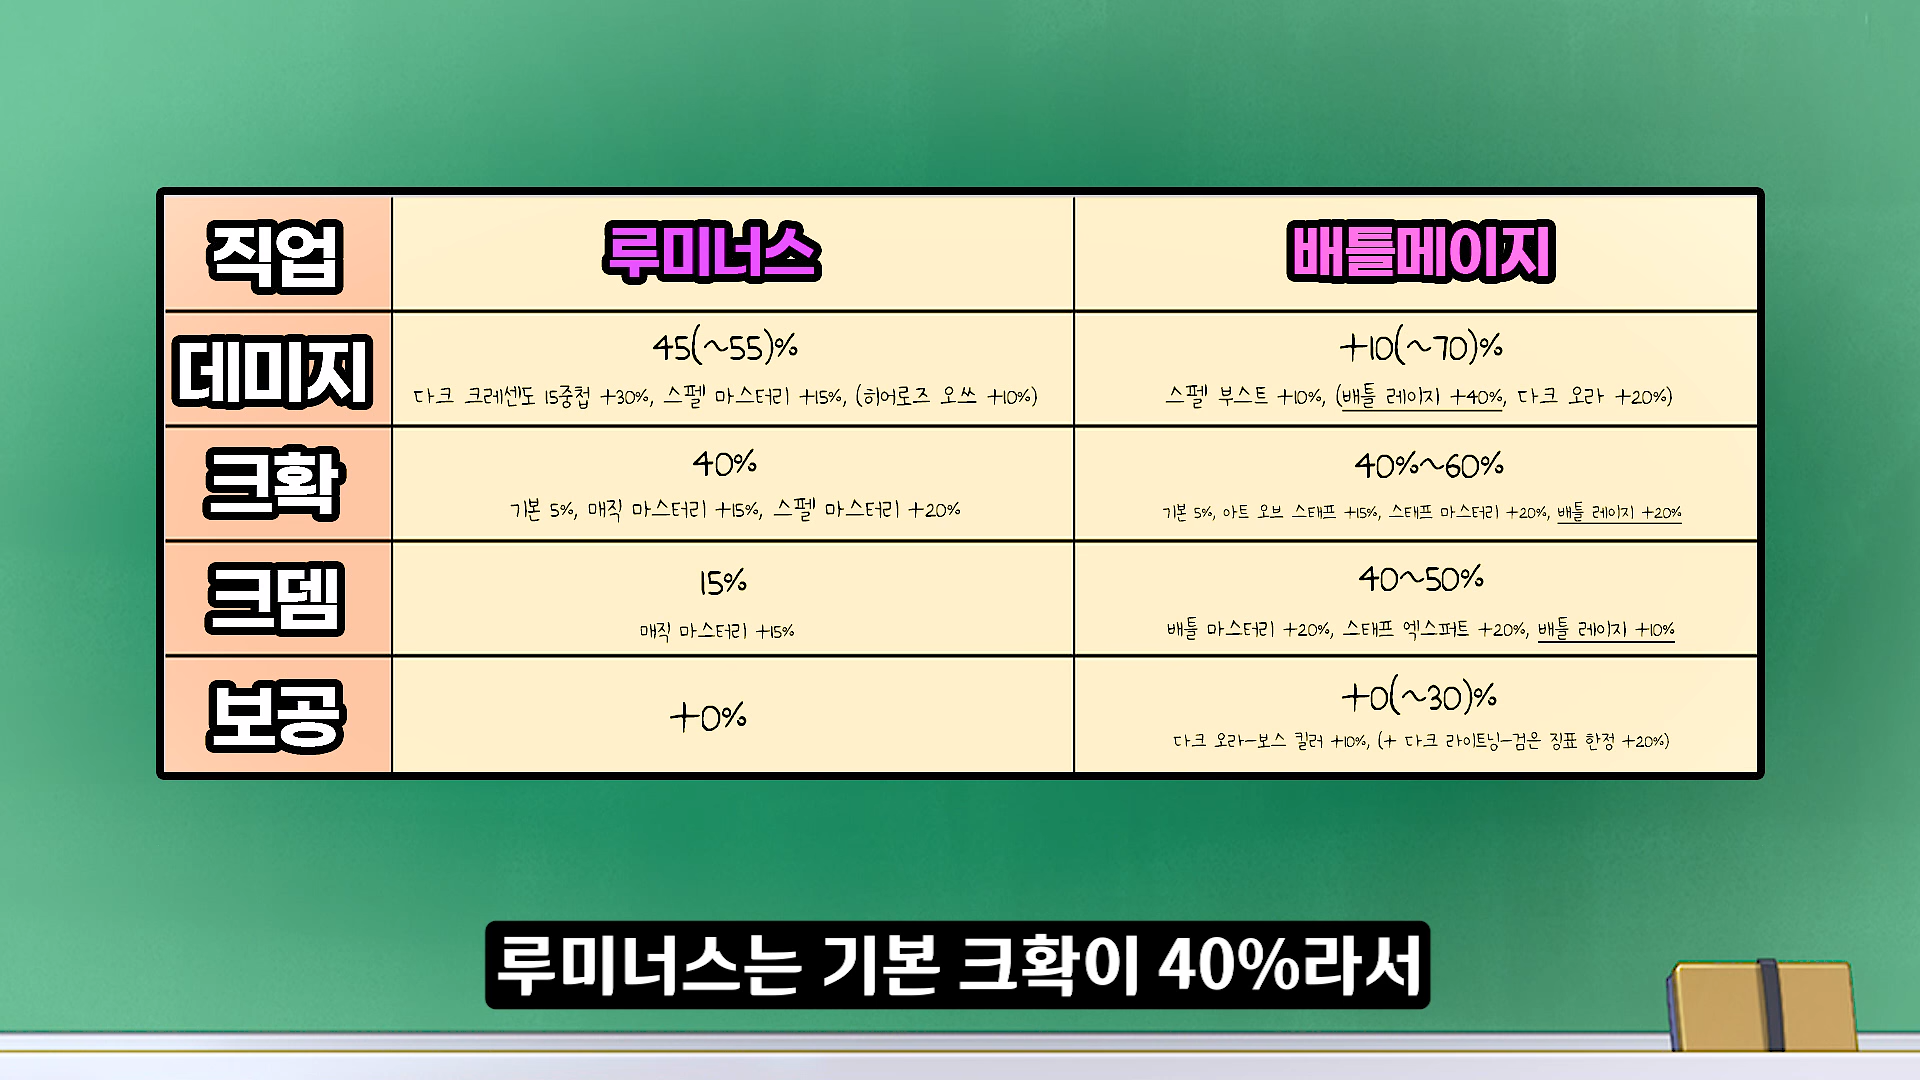 직업
루미너스
배틀메이지
데미지
45(~55)%
다크 크레센도 15중첩 +30%, 스펠 마스터리 +15%, (히어로즈 오쓰 +10%)
+10(~70)%
스펠 부스트 +10%, (배틀 레이지 +40%, 다크 오라 +20%)
크확
40%
기본 5%, 매직 마스터리 +15%, 스펠 마스터리 +20%
40%~60%
기본 5%, 아트 오브 스태프 +15%, 스태프 마스터리 +20%, 배틀 레이지 +20%
크뎀
15%
매직 마스터리 +15%
40~50%
배틀 마스터리 +20%, 스태프 엑스퍼트 +20%, 배틀 레이지 +10%
보공
+0%
+0(~30)%
다크 오라-보스 킬러 +10%, (+ 다크 라이트닝-검은 징표 한정 +20%)
루미너스는 기본 크확이 40%라서